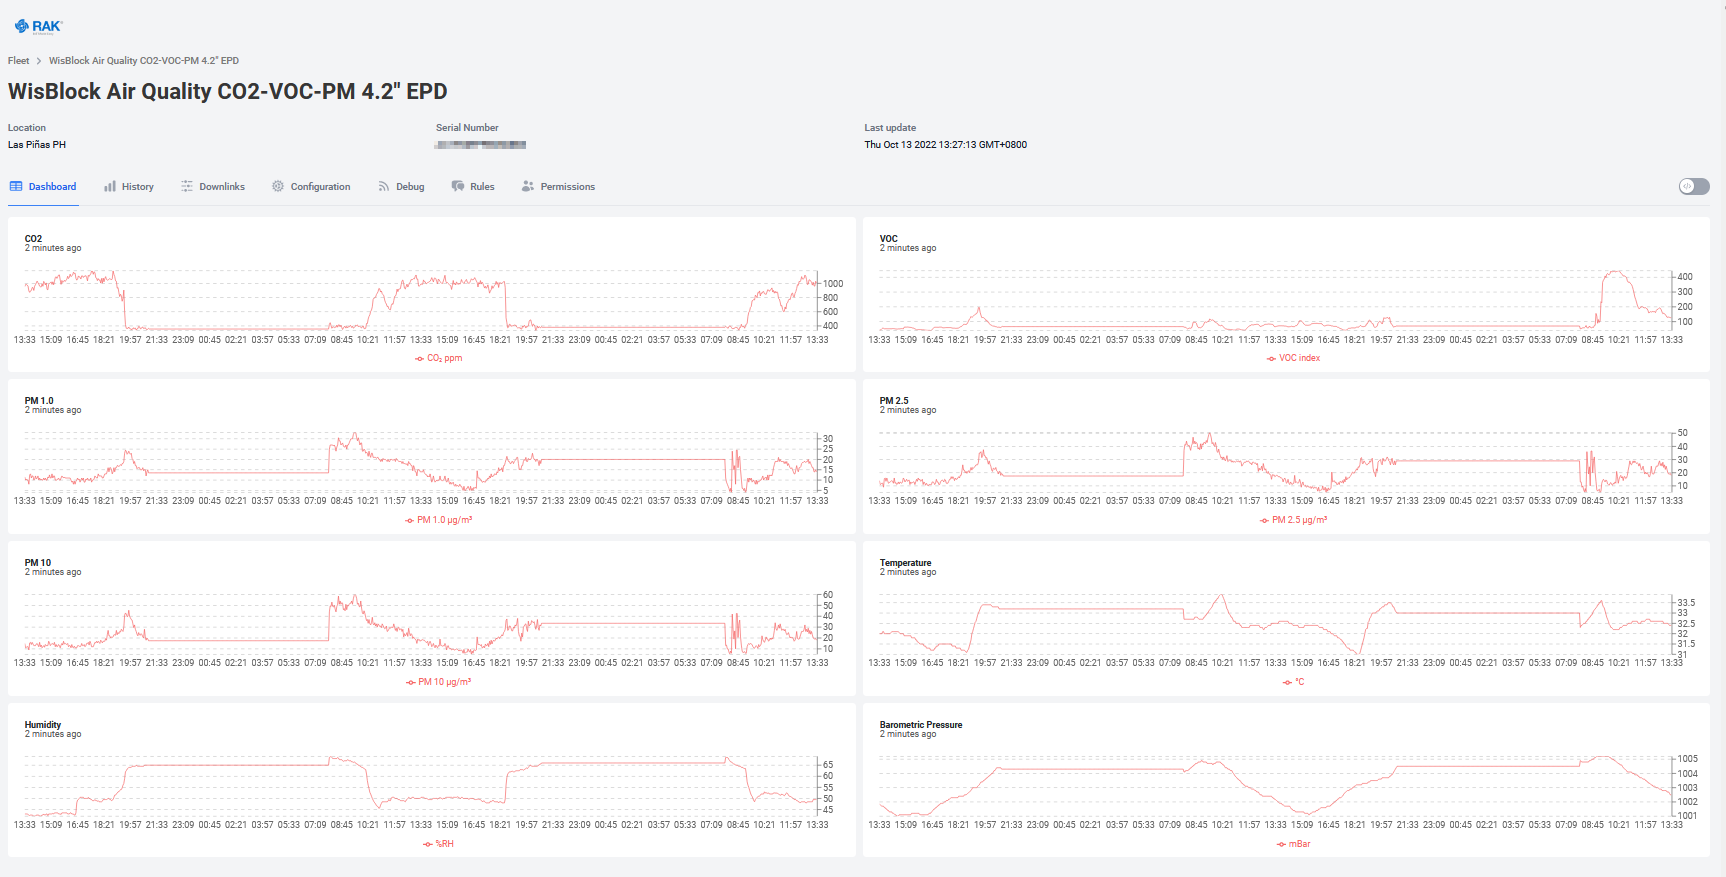 RAK
Fleet > WisBlock Air Quality CO2-VOC-PM 4.2" EPD
WisBlock Air Quality CO2-VOC-PM 4.2" EPD
Location Serial Number Last update
Las Piñas PH Thu Oct 13 2022 13:27:13 GMT+0800
Dashboard History Downlinks Configuration Debug Rules Permissions
CO2
2 minutes ago
1000
800
600
400
13:33 15:09 16:45 18:21 19:57 21:33 23:09 00:45 02:21 03:57 05:33 07:09 08:45 10:21 11:57 13:33 15:09 16:45 18:21 19:57 21:33 23:09 00:45 02:21 03:57 05:33 07:09 08:45 10:21 11:57 13:33
CO₂ ppm
VOC
2 minutes ago
400
300
200
100
13:33 15:09 16:45 18:21 19:57 21:33 23:09 00:45 02:21 03:57 05:33 07:09 08:45 10:21 11:57 13:33 15:09 16:45 18:21 19:57 21:33 23:09 00:45 02:21 03:57 05:33 07:09 08:45 10:21 11:57 13:33
VOC index
PM 1.0
2 minutes ago
30
25
20
15
10
5
13:33 15:09 16:45 18:21 19:57 21:33 23:09 00:45 02:21 03:57 05:33 07:09 08:45 10:21 11:57 13:33 15:09 16:45 18:21 19:57 21:33 23:09 00:45 02:21 03:57 05:33 07:09 08:45 10:21 11:57 13:33
PM 1.0 µg/m³
PM 2.5
2 minutes ago
50
40
30
20
10
13:33 15:09 16:45 18:21 19:57 21:33 23:09 00:45 02:21 03:57 05:33 07:09 08:45 10:21 11:57 13:33 15:09 16:45 18:21 19:57 21:33 23:09 00:45 02:21 03:57 05:33 07:09 08:45 10:21 11:57 13:33
PM 2.5 µg/m³
PM 10
2 minutes ago
60
50
40
30
20
10
13:33 15:09 16:45 18:21 19:57 21:33 23:09 00:45 02:21 03:57 05:33 07:09 08:45 10:21 11:57 13:33 15:09 16:45 18:21 19:57 21:33 23:09 00:45 02:21 03:57 05:33 07:09 08:45 10:21 11:57 13:33
PM 10 µg/m³
Temperature
2 minutes ago
33.5
33
32.5
32
31.5
31
13:33 15:09 16:45 18:21 19:57 21:33 23:09 00:45 02:21 03:57 05:33 07:09 08:45 10:21 11:57 13:33 15:09 16:45 18:21 19:57 21:33 23:09 00:45 02:21 03:57 05:33 07:09 08:45 10:21 11:57 13:33
°C
Humidity
2 minutes ago
65
60
55
50
45
13:33 15:09 16:45 18:21 19:57 21:33 23:09 00:45 02:21 03:57 05:33 07:09 08:45 10:21 11:57 13:33 15:09 16:45 18:21 19:57 21:33 23:09 00:45 02:21 03:57 05:33 07:09 08:45 10:21 11:57 13:33
%RH
Barometric Pressure
2 minutes ago
1005
1004
1003
1002
1001
13:33 15:09 16:45 18:21 19:57 21:33 23:09 00:45 02:21 03:57 05:33 07:09 08:45 10:21 11:57 13:33 15:09 16:45 18:21 19:57 21:33 23:09 00:45 02:21 03:57 05:33 07:09 08:45 10:21 11:57 13:33
mBar